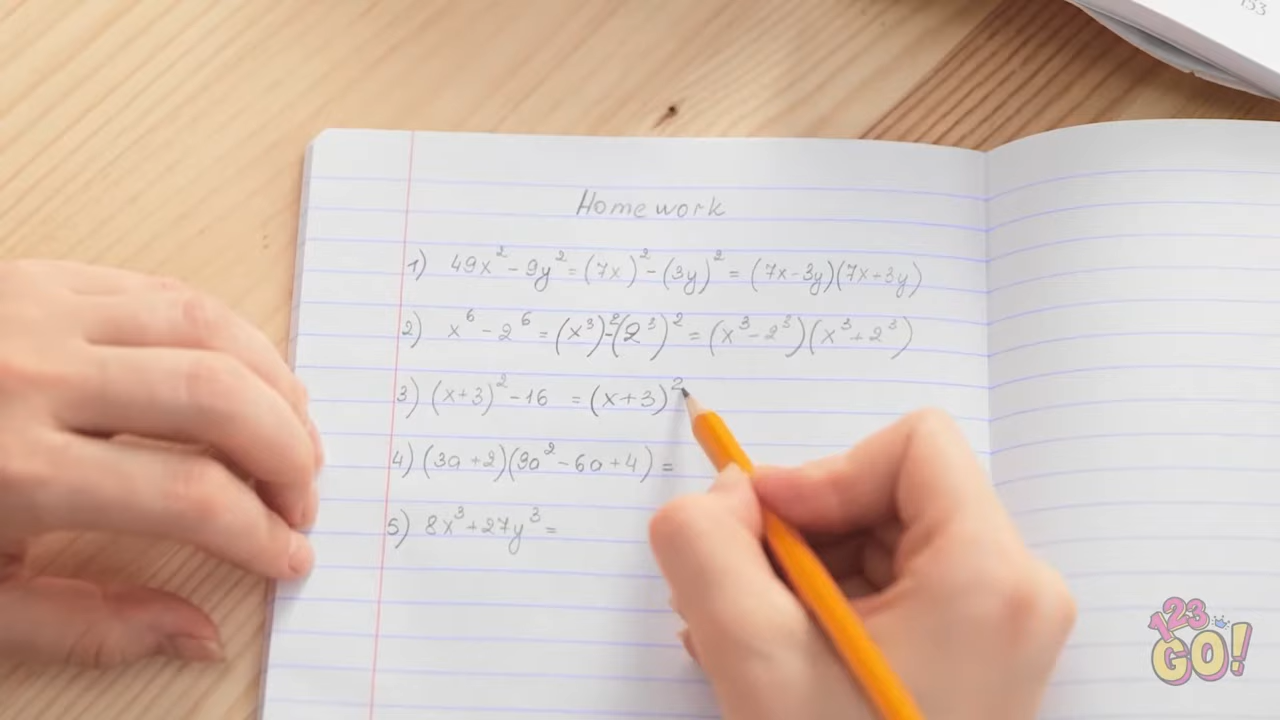 153
Homework
1) 49x² - 9y² = (7x)² - (3y)² = (7x - 3y)(7x + 3y)
2) x⁶ - 2⁶ = (x³)² - (2³)² = (x³ - 2³)(x³ + 2³)
3) (x+3)² - 16 = (x+3)²
4) (3a + 2)(9a² - 6a + 4) =
5) 8x³ + 27y³ =
123
GO!